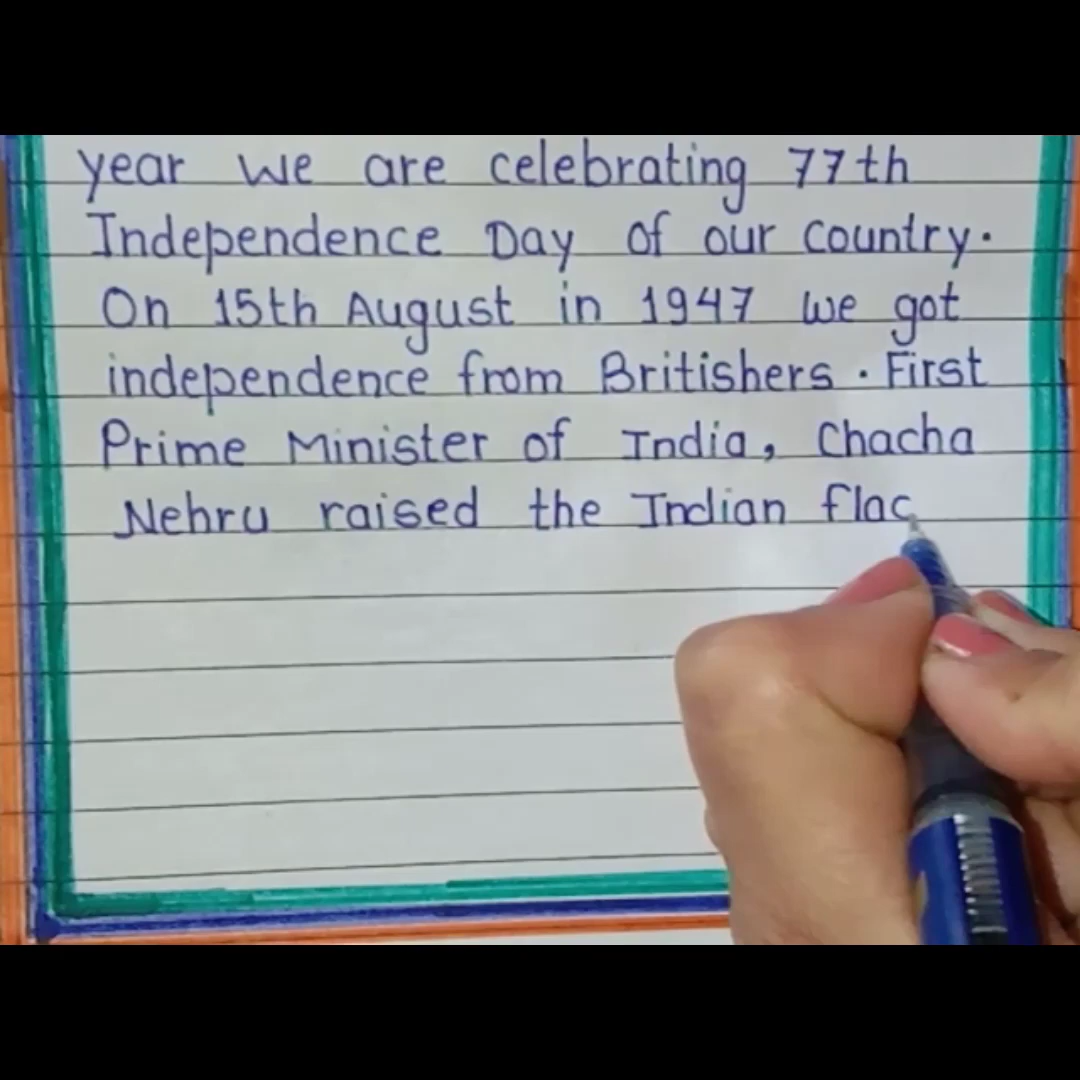 year we are celebrating 77th
Independence Day of our country.
On 15th August in 1947 we got
independence from Britishers. First
Prime Minister of India, Chacha
Nehru raised the Indian flac